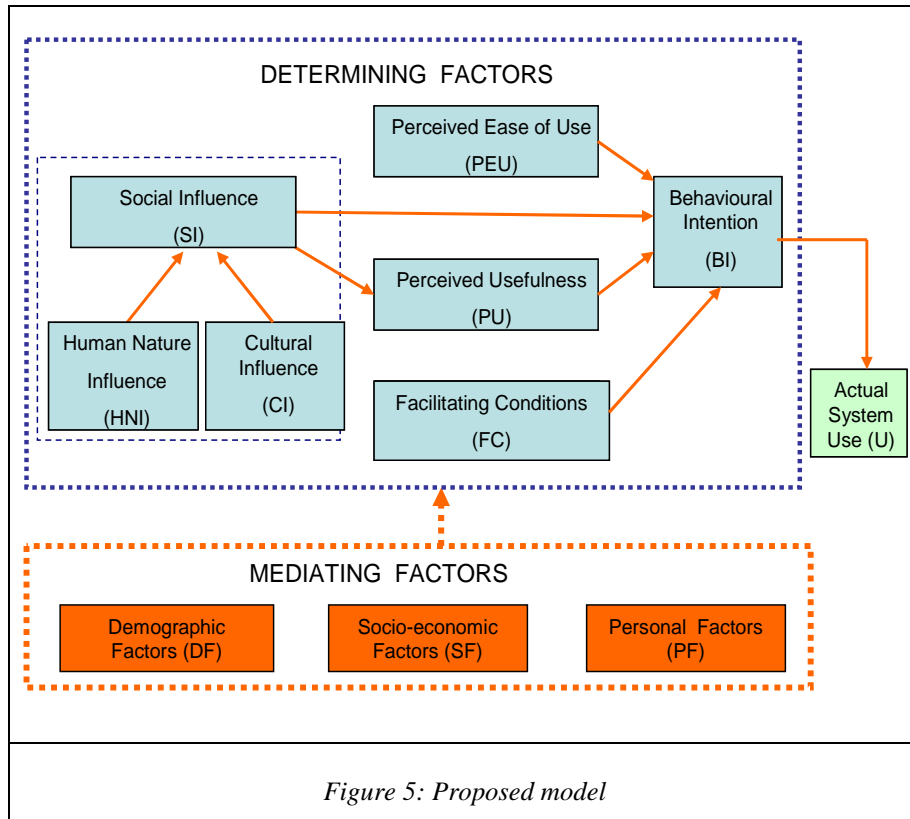 DETERMINING FACTORS
Perceived Ease of Use
(PEU)
Social Influence
(SI)
Behavioural
Intention
(BI)
Perceived Usefulness
(PU)
Human Nature
Influence
(HNI)
Cultural
Influence
(CI)
Facilitating Conditions
(FC)
Actual
System
Use (U)
MEDIATING FACTORS
Demographic
Factors (DF)
Socio-economic
Factors (SF)
Personal Factors
(PF)
Figure 5: Proposed model